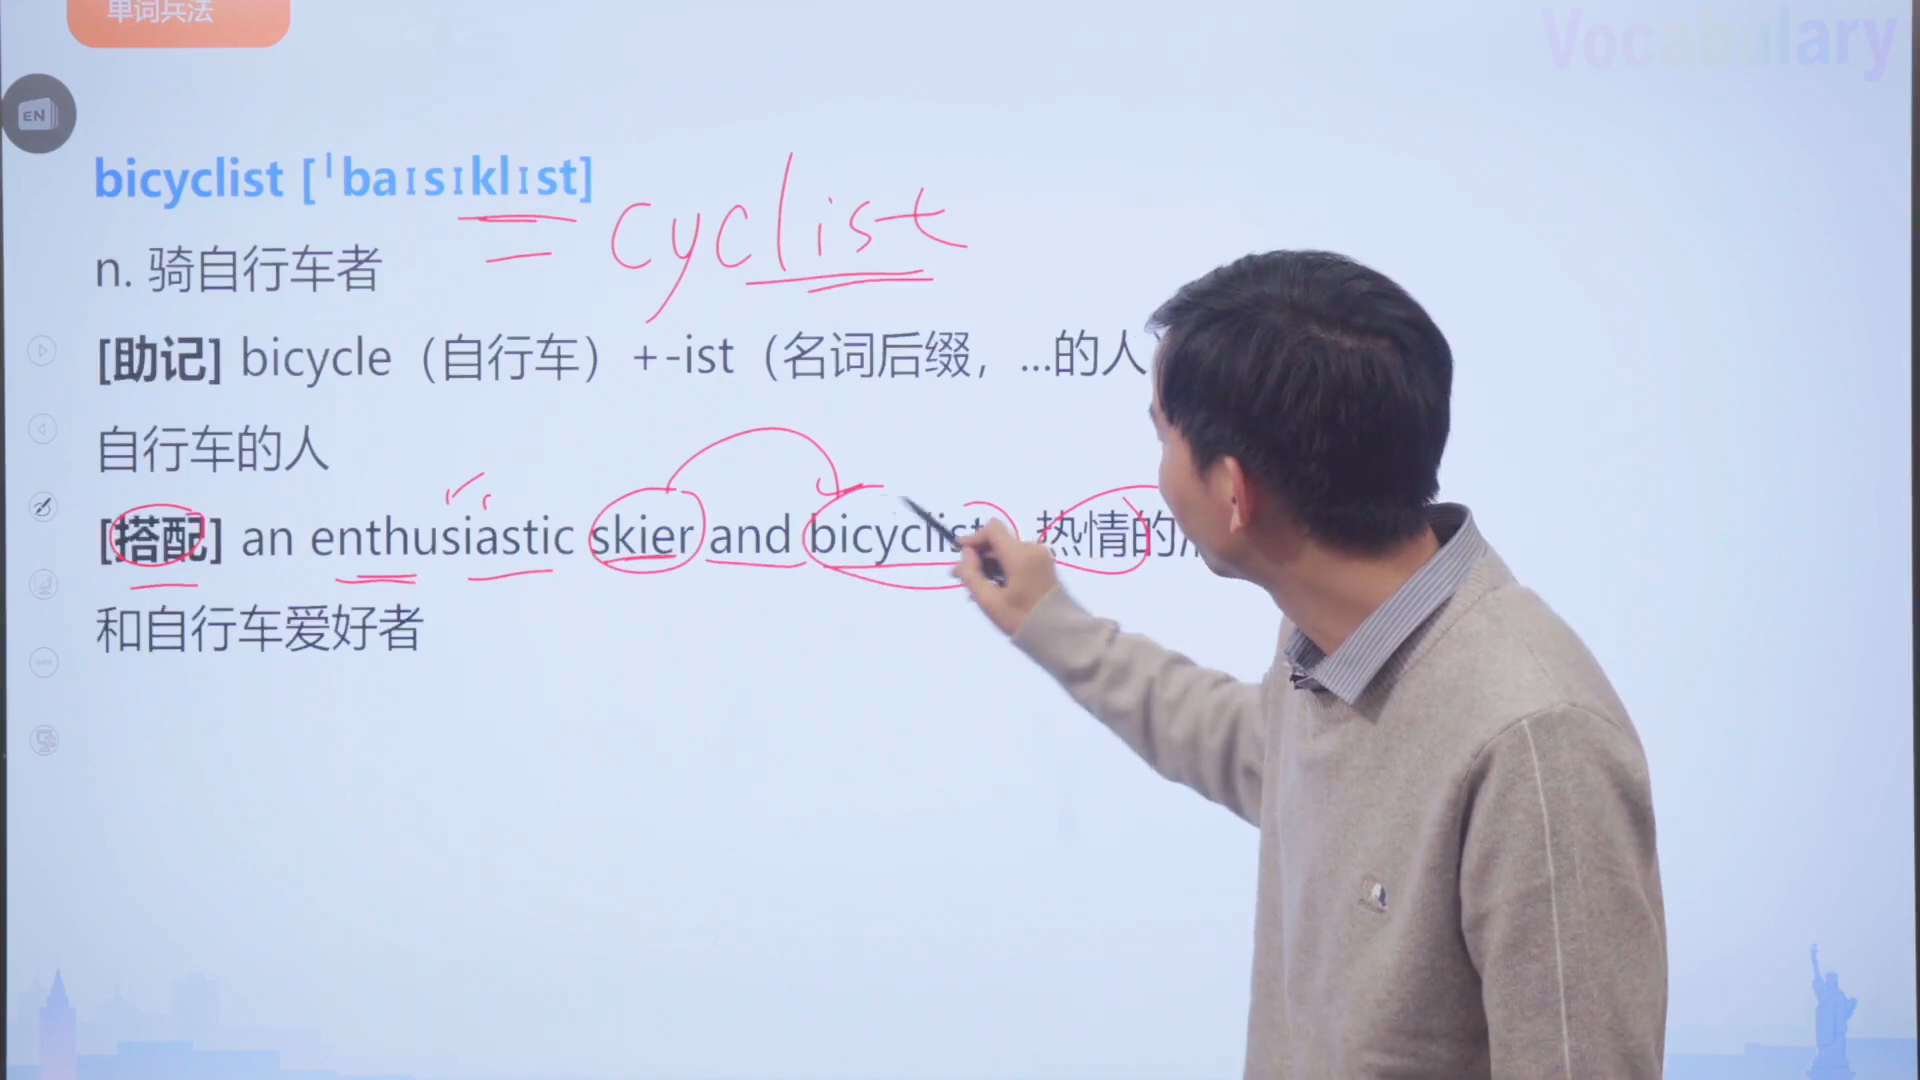 单词兵法
Vocabulary
EN
bicyclist [ˈbaɪsɪklɪst]
= cyclist
n. 骑自行车者
[助记] bicycle（自行车）+-ist（名词后缀，...的人
自行车的人
[搭配] an enthusiastic skier and bicyclist 热情的
和自行车爱好者